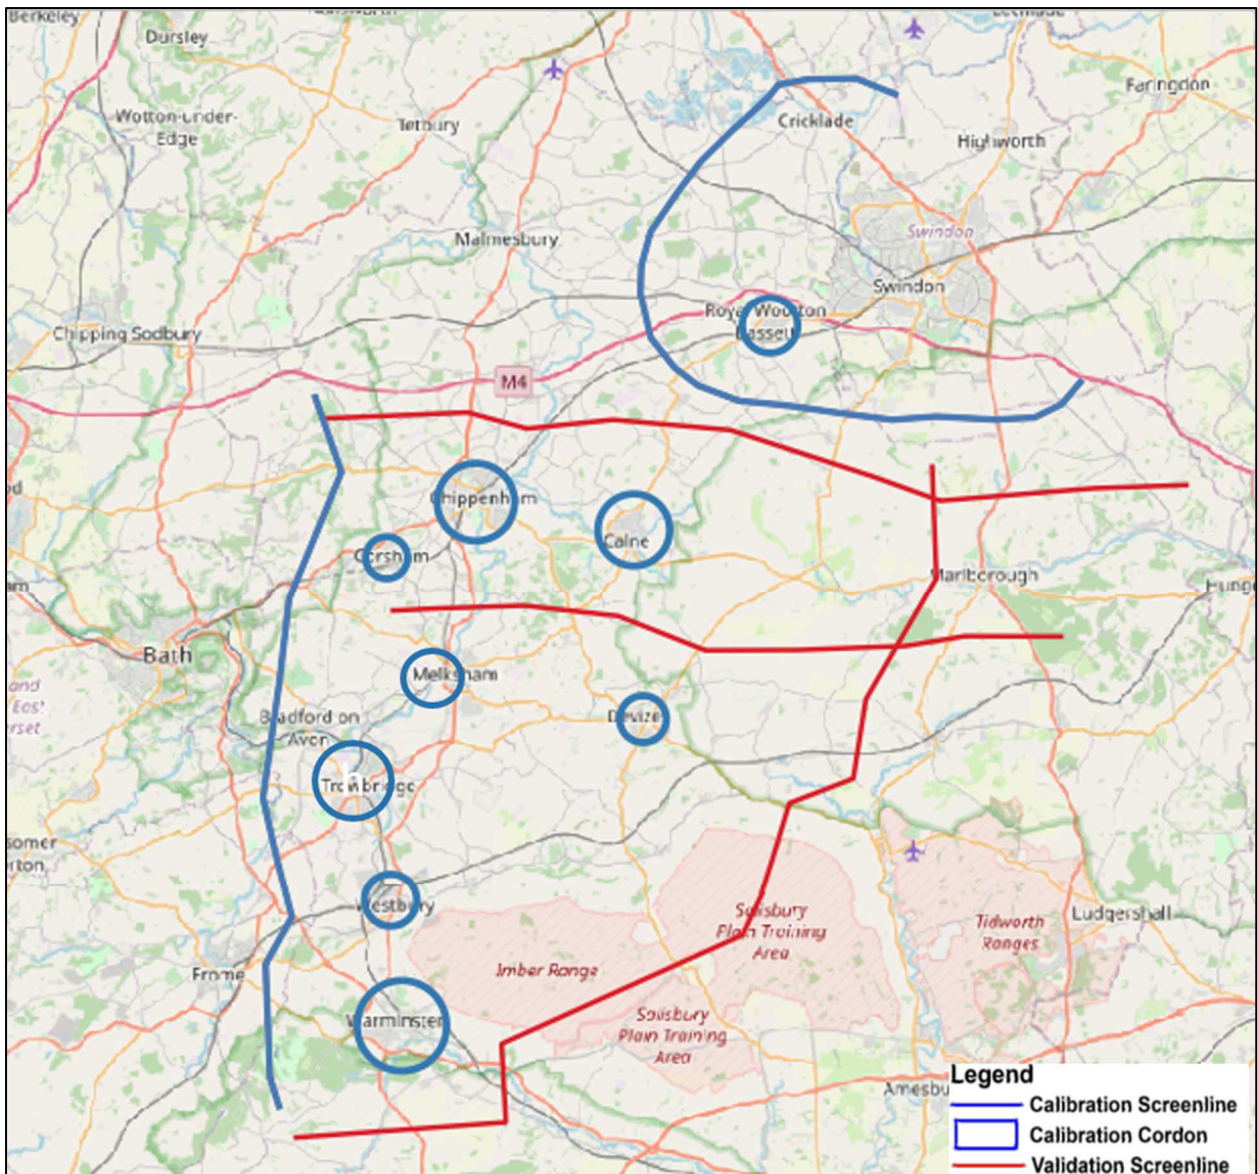 Berkeley
Dursley
Faringdon
Wotton-under-
Edge
Tetbury
Cricklade
Highworth
Malmesbury
Swindon
Swindon
Royal Wootton
Bassett
Chipping Sodbury
M4
Chippenham
Calne
Corsham
Marlborough
Bath
Melksham
Bradford on
Avon
Devizes
Trowbridge
Westbury
Salisbury
Plain Training
Area
Tidworth
Ranges
Ludgershall
Imber Range
Frome
Warminster
Salisbury
Plain Training
Area
Amesbu
Legend
Calibration Screenline
Calibration Cordon
Validation Screenline